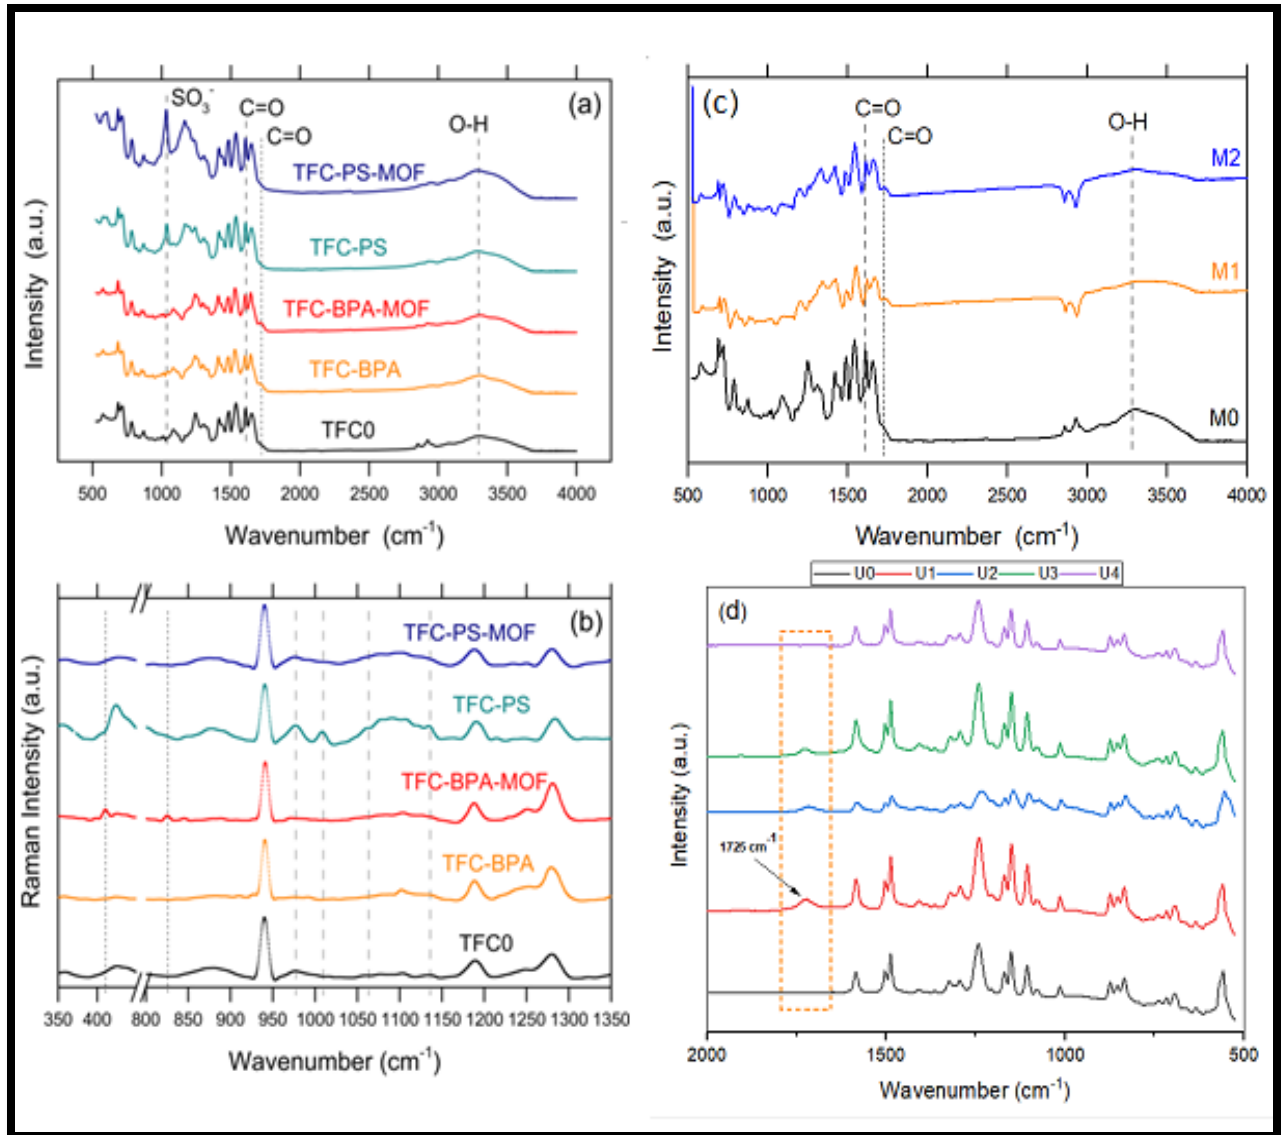 (a)
SO3-
C=O
C=O
O-H
TFC-PS-MOF
TFC-PS
TFC-BPA-MOF
TFC-BPA
TFC0
Intensity (a.u.)
500 1000 1500 2000 2500 3000 3500 4000
Wavenumber (cm-1)
(c)
C=O
C=O
O-H
M2
M1
M0
Intensity (a.u.)
500 1000 1500 2000 2500 3000 3500 4000
Wavenumber (cm-1)
(b)
TFC-PS-MOF
TFC-PS
TFC-BPA-MOF
TFC-BPA
TFC0
Raman Intensity (a.u.)
350 400 800 850 900 950 1000 1050 1100 1150 1200 1250 1300 1350
Wavenumber (cm-1)
U0 U1 U2 U3 U4
(d)
1725 cm-1
Intensity (a.u.)
2000 1500 1000 500
Wavenumber (cm-1)